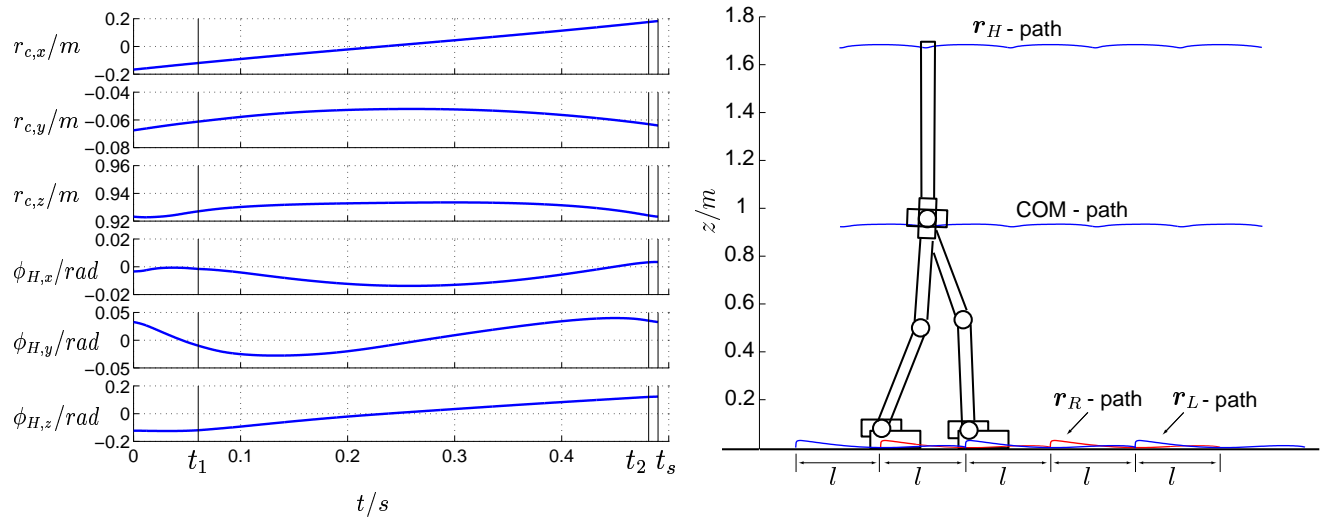 r_{c,x}/m
0.2
0
−0.2
r_{c,y}/m
−0.04
−0.06
−0.08
r_{c,z}/m
0.96
0.94
0.92
ϕ_{H,x}/rad
0.02
0
−0.02
ϕ_{H,y}/rad
0.05
0
−0.05
ϕ_{H,z}/rad
0.2
0
−0.2
0 t_1 0.1 0.2 0.3 0.4 t_2 t_s
t/s
1.8
1.6
1.4
1.2
1
0.8
0.6
0.4
0.2
z/m
r_H - path
COM - path
r_R - path r_L - path
l l l l l